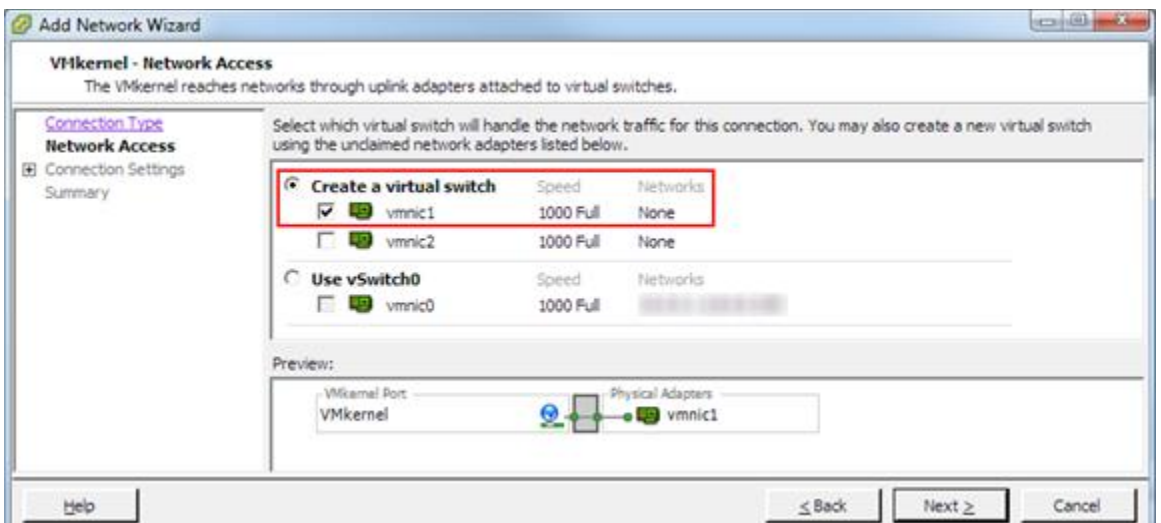 Add Network Wizard
VMkernel - Network Access
The VMkernel reaches networks through uplink adapters attached to virtual switches.
Connection Type
Network Access
Connection Settings
Summary
Select which virtual switch will handle the network traffic for this connection. You may also create a new virtual switch
using the unclaimed network adapters listed below.
Create a virtual switch Speed Networks
vmnic1 1000 Full None
vmnic2 1000 Full None
Use vSwitch0 Speed Networks
vmnic0 1000 Full
Preview:
VMkernel Port Physical Adapters
VMkernel vmnic1
Help < Back Next > Cancel